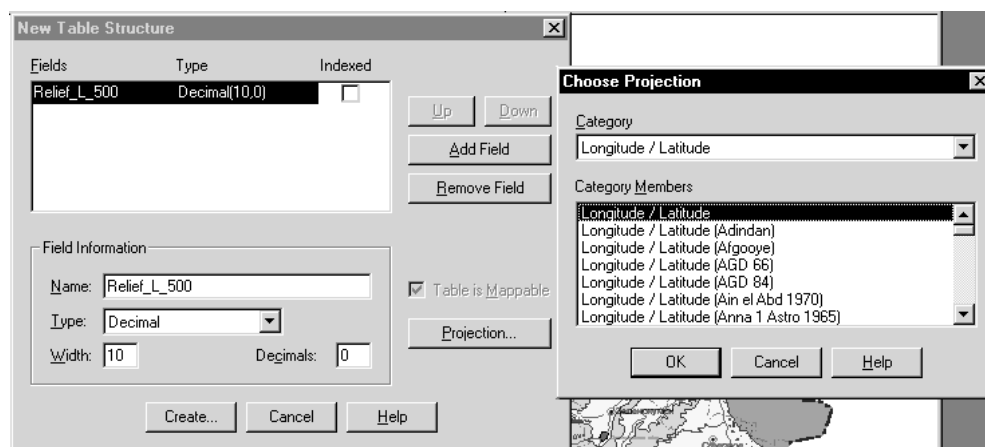 New Table Structure
Fields Type Indexed
Relief_L_500 Decimal(10,0)
Up Down
Add Field
Remove Field
Field Information
Name: Relief_L_500
Type: Decimal
Width: 10 Decimals: 0
Table is Mappable
Projection...
Create... Cancel Help
Choose Projection
Category
Longitude / Latitude
Category Members
Longitude / Latitude
Longitude / Latitude (Adindan)
Longitude / Latitude (Afgooye)
Longitude / Latitude (AGD 66)
Longitude / Latitude (AGD 84)
Longitude / Latitude (Ain el Abd 1970)
Longitude / Latitude (Anna 1 Astro 1965)
OK Cancel Help